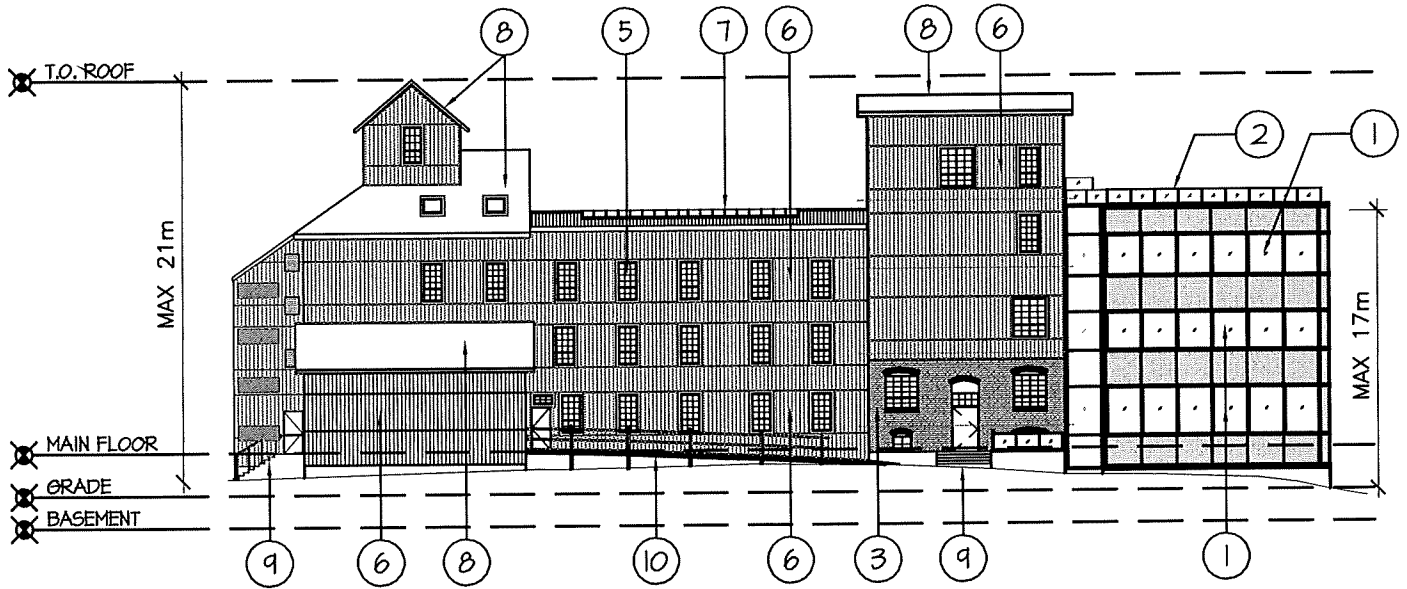 8 5 7 6 8 6
T.O. ROOF
2 1
MAX 21m
MAX 17m
MAIN FLOOR
GRADE
BASEMENT
9 6 8 10 6 3 9 1